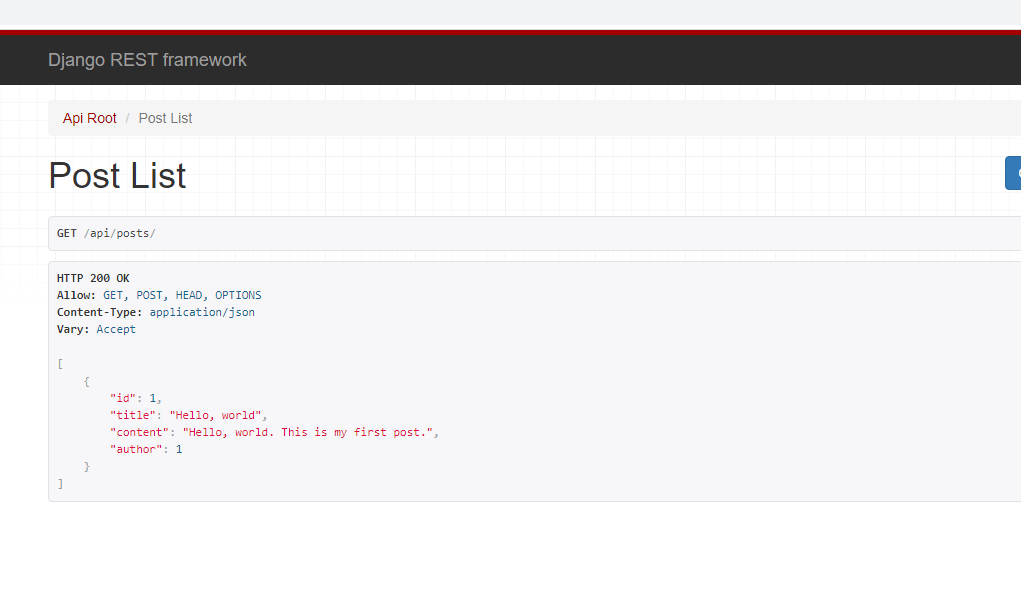 Django REST framework
Api Root / Post List
Post List
GET /api/posts/
HTTP 200 OK
Allow: GET, POST, HEAD, OPTIONS
Content-Type: application/json
Vary: Accept
[
    {
        "id": 1,
        "title": "Hello, world",
        "content": "Hello, world. This is my first post.",
        "author": 1
    }
]